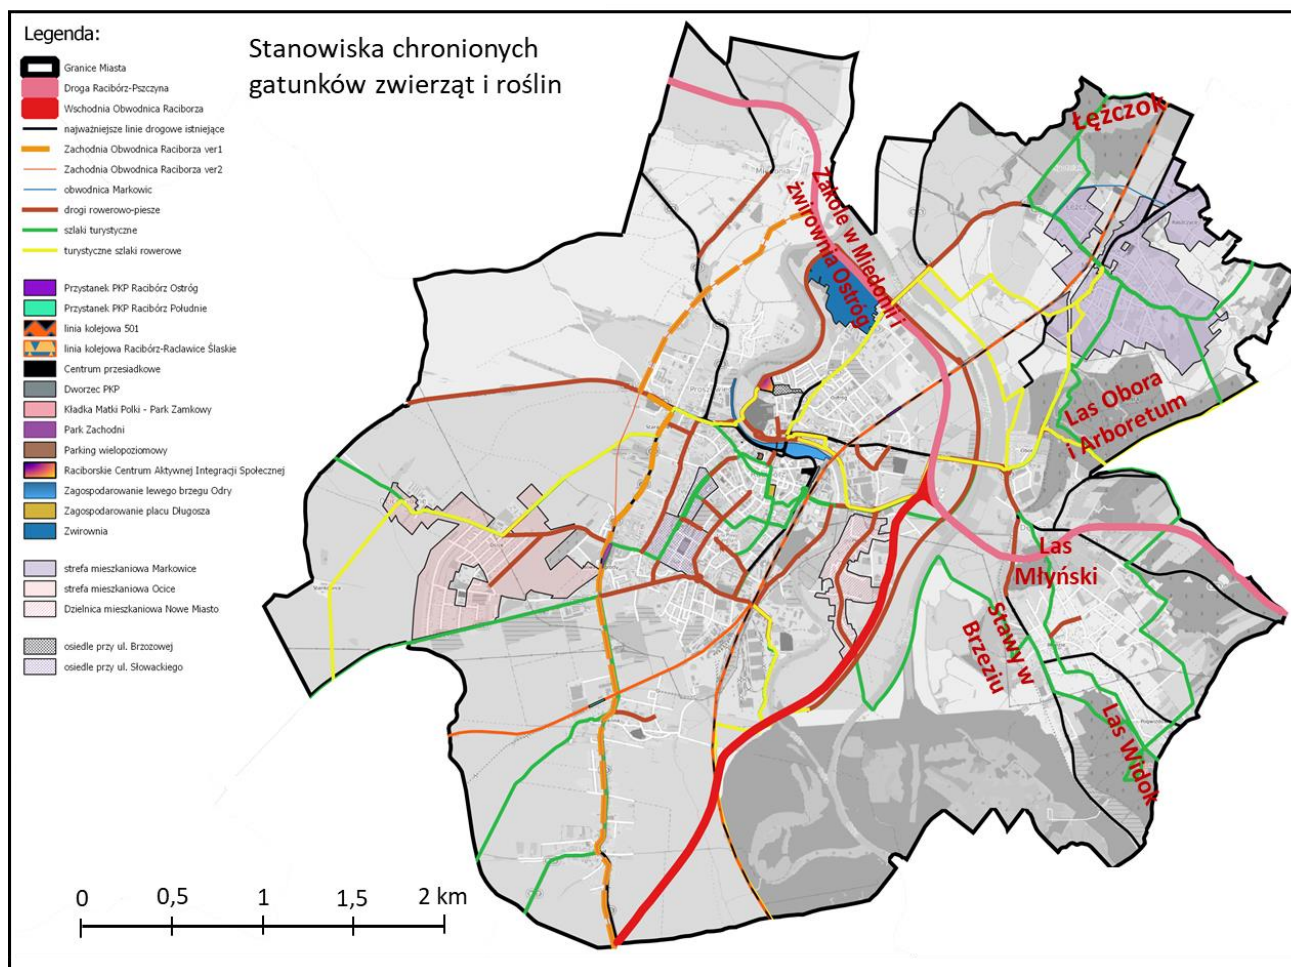 Legenda:
Granice Miasta
Droga Racibórz-Pszczyna
Wschodnia Obwodnica Raciborza
najważniejsze linie drogowe istniejące
Zachodnia Obwodnica Raciborza ver1
Zachodnia Obwodnica Raciborza ver2
obwodnica Markowic
drogi rowerowo-piesze
szlaki turystyczne
turystyczne szlaki rowerowe
Przystanek PKP Racibórz Ostróg
Przystanek PKP Racibórz Południe
linia kolejowa 501
linia kolejowa Racibórz-Racławice Śląskie
Centrum przesiadkowe
Dworzec PKP
Kładka Matki Polki - Park Zamkowy
Park Zachodni
Parking wielopoziomowy
Raciborskie Centrum Aktywnej Integracji Społecznej
Zagospodarowanie lewego brzegu Odry
Zagospodarowanie placu Długosza
Zwirownia
strefa mieszkaniowa Markowice
strefa mieszkaniowa Ocice
Dzielnica mieszkaniowa Nowe Miasto
osiedle przy ul. Brzozowej
osiedle przy ul. Słowackiego
Stanowiska chronionych
gatunków zwierząt i roślin
Łężczok
Zakole w Miedonii i
żwirownia Ostróg
Las Obora
i Arboretum
Las
Młyński
Stawy w
Brzeziu
Las Widok
0 0,5 1 1,5 2 km